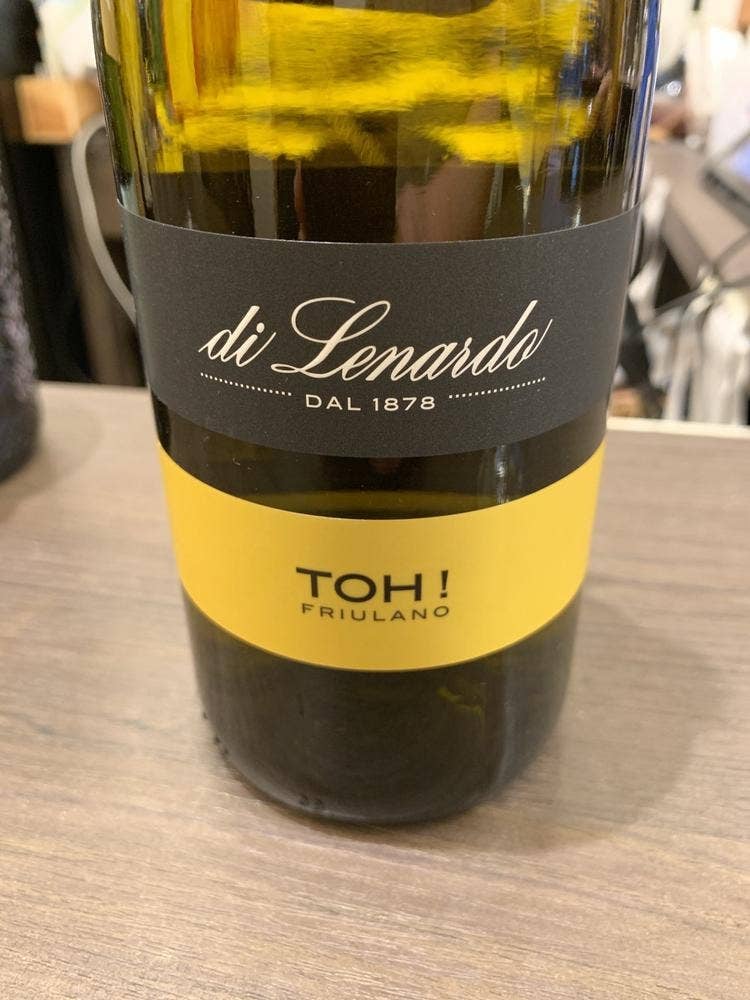 di Lenardo
DAL 1878
TOH!
FRIULANO